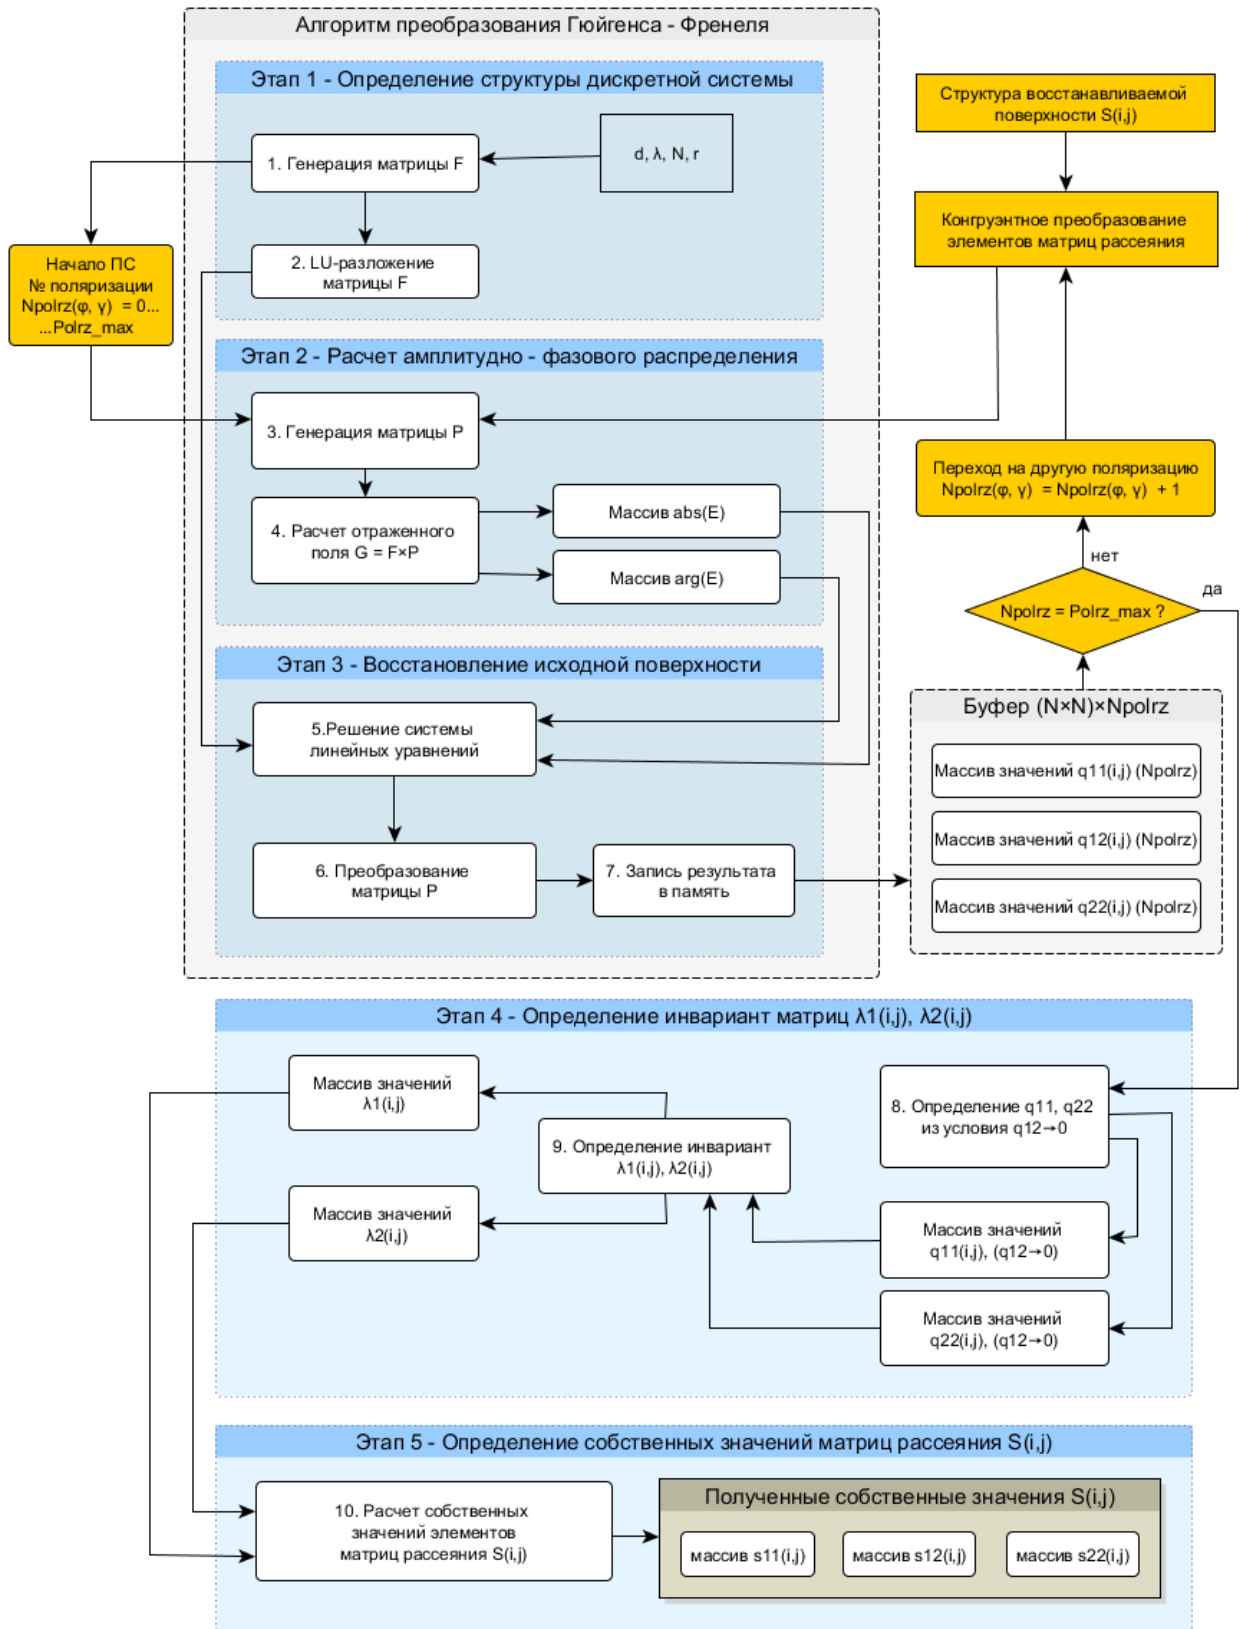 Алгоритм преобразования Гюйгенса - Френеля
Этап 1 - Определение структуры дискретной системы
d, λ, N, r
1. Генерация матрицы F
2. LU-разложение
матрицы F
Начало ПС
№ поляризации
Npolrz(φ, γ) = 0...
...Polrz_max
Структура восстанавливаемой
поверхности S(i,j)
Конгруэнтное преобразование
элементов матриц рассеяния
Этап 2 - Расчет амплитудно - фазового распределения
3. Генерация матрицы P
4. Расчет отраженного
поля G = F×P
Массив abs(E)
Массив arg(E)
Переход на другую поляризацию
Npolrz(φ, γ) = Npolrz(φ, γ) + 1
нет
да
Npolrz = Polrz_max ?
Этап 3 - Восстановление исходной поверхности
5.Решение системы
линейных уравнений
6. Преобразование
матрицы P
7. Запись результата
в память
Буфер (N×N)×Npolrz
Массив значений q11(i,j) (Npolrz)
Массив значений q12(i,j) (Npolrz)
Массив значений q22(i,j) (Npolrz)
Этап 4 - Определение инвариант матриц λ1(i,j), λ2(i,j)
Массив значений
λ1(i,j)
Массив значений
λ2(i,j)
9. Определение инвариант
λ1(i,j), λ2(i,j)
8. Определение q11, q22
из условия q12→0
Массив значений
q11(i,j), (q12→0)
Массив значений
q22(i,j), (q12→0)
Этап 5 - Определение собственных значений матриц рассеяния S(i,j)
10. Расчет собственных
значений элементов
матриц рассеяния S(i,j)
Полученные собственные значения S(i,j)
массив s11(i,j)
массив s12(i,j)
массив s22(i,j)